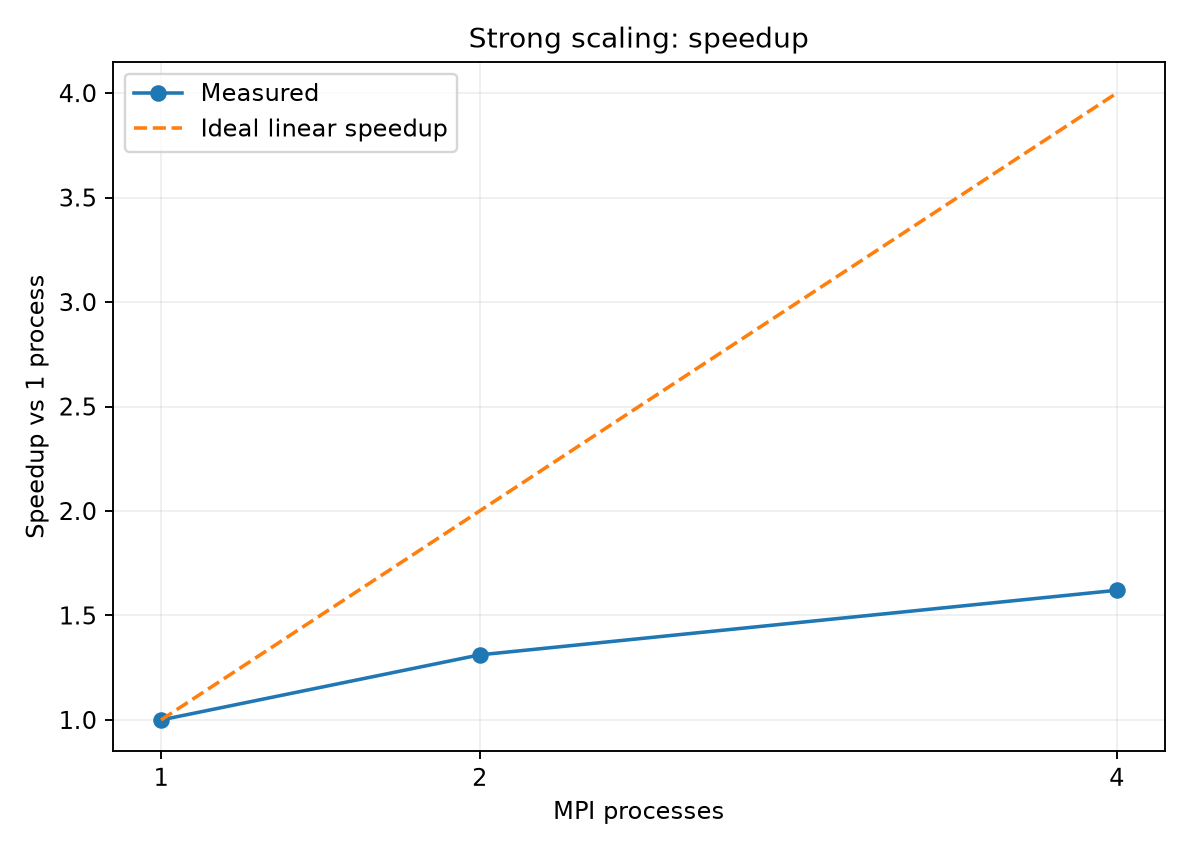 Strong scaling: speedup
Measured
Ideal linear speedup
4.0
3.5
3.0
2.5
2.0
1.5
1.0
Speedup vs 1 process
1 2 4
MPI processes